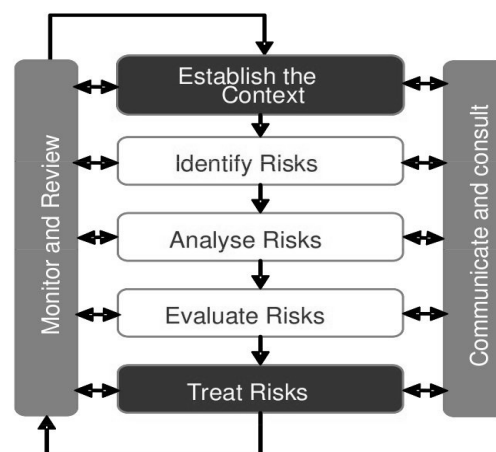 Establish the
Context
Identify Risks
Analyse Risks
Evaluate Risks
Treat Risks
Monitor and Review
Communicate and consult